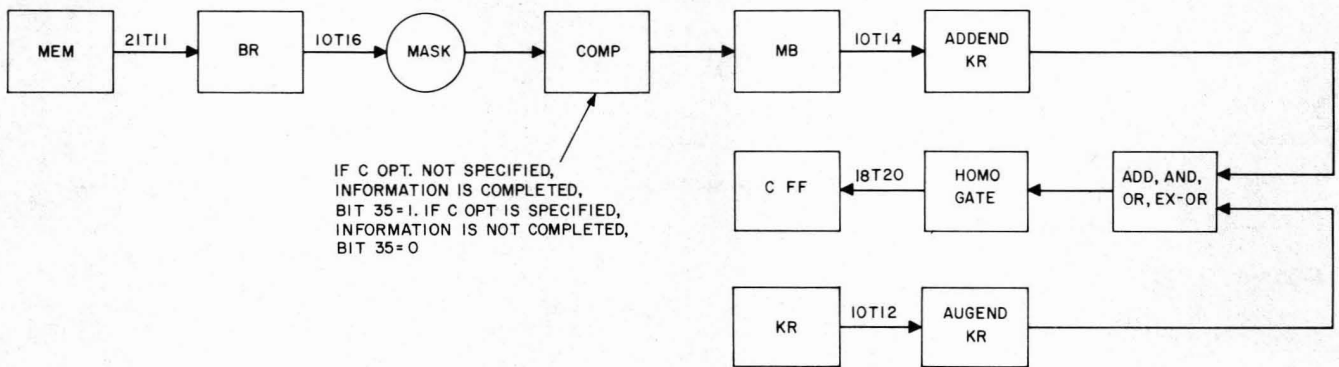 MEM
21T11
BR
10T16
MASK
COMP
MB
10T14
ADDEND
KR
IF C OPT. NOT SPECIFIED,
INFORMATION IS COMPLETED,
BIT 35=1. IF C OPT IS SPECIFIED,
INFORMATION IS NOT COMPLETED,
BIT 35=0
C FF
18T20
HOMO
GATE
ADD, AND,
OR, EX-OR
KR
10T12
AUGEND
KR